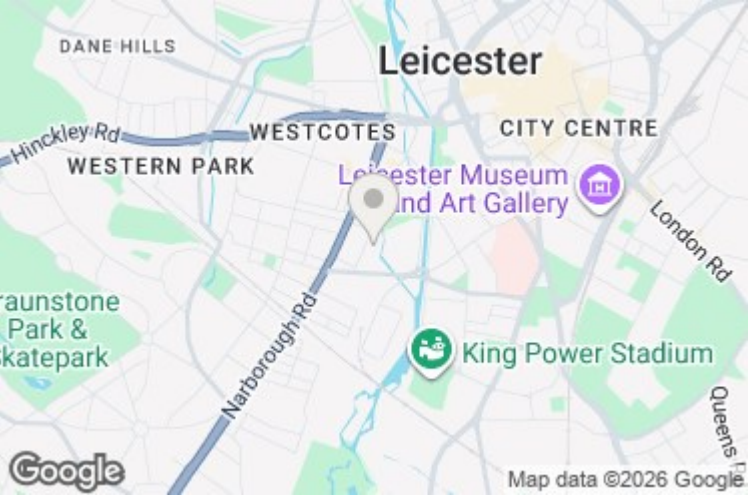 DANE HILLS
Leicester
Hinckley Rd
WESTCOTES
CITY CENTRE
WESTERN PARK
Leicester Museum
and Art Gallery
London Rd
raunstone
Park &
Skatepark
Narborough Rd
King Power Stadium
Queens
Google
Map data ©2026 Google